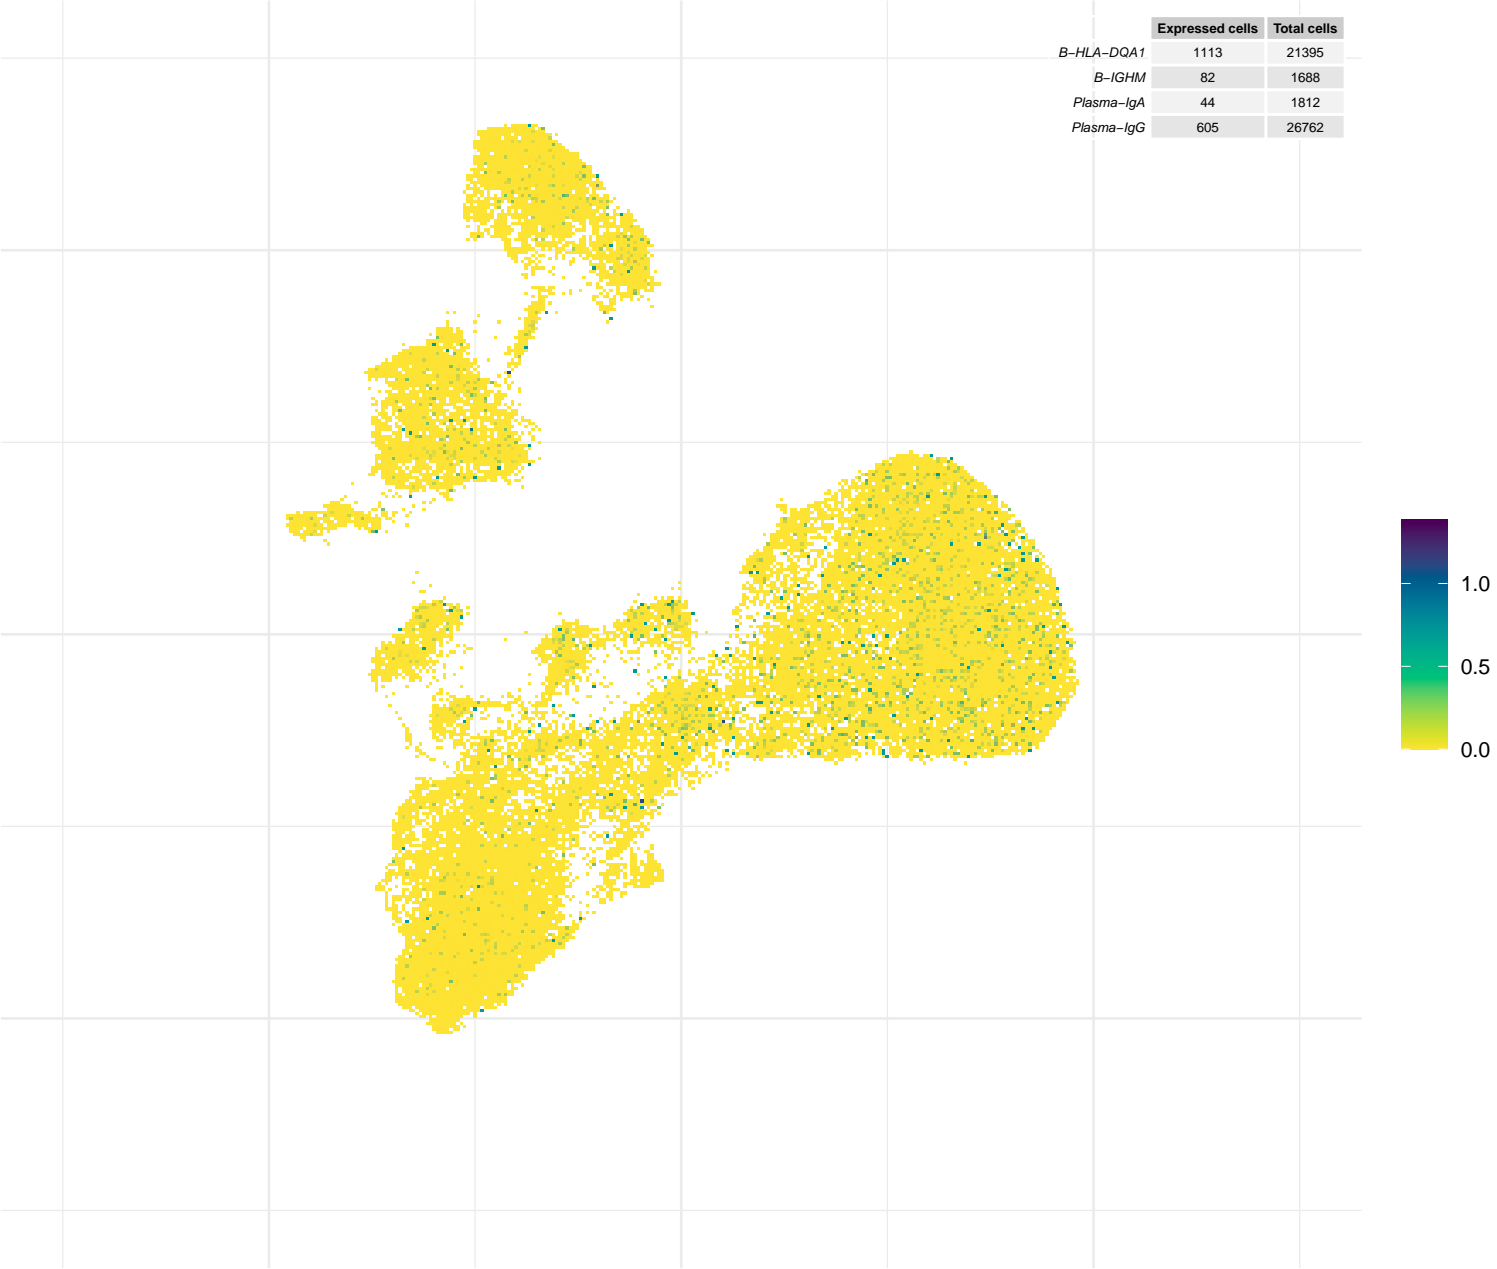 Expressed cells Total cells
B−HLA−DQA1 1113 21395
B−IGHM 82 1688
Plasma−IgA 44 1812
Plasma−IgG 605 26762
1.0
0.5
0.0